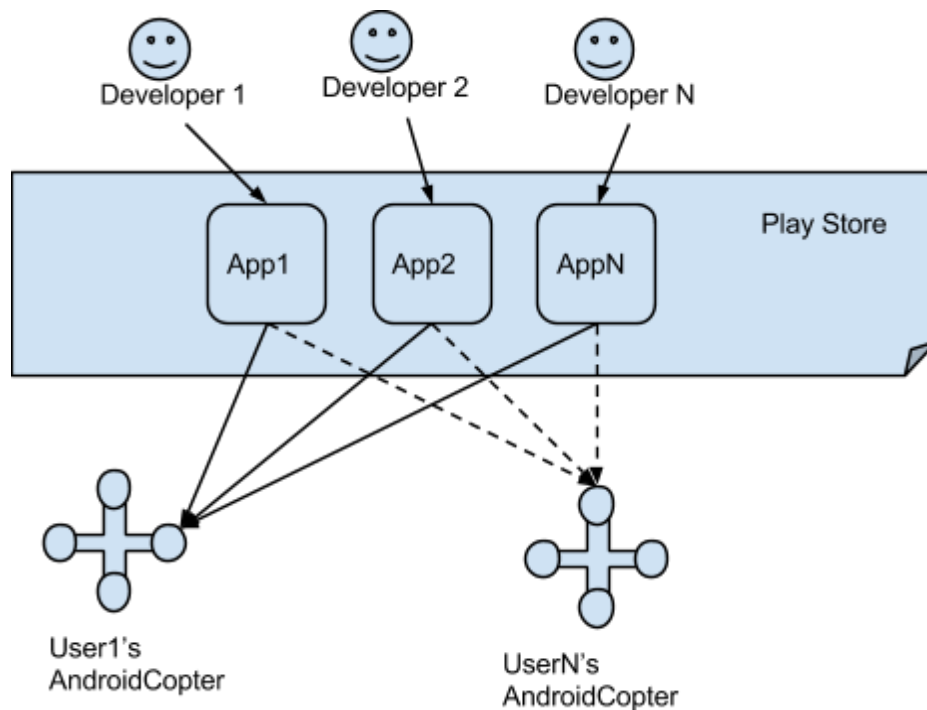 Developer 1
Developer 2
Developer N
Play Store
App1
App2
AppN
User1's
AndroidCopter
UserN's
AndroidCopter